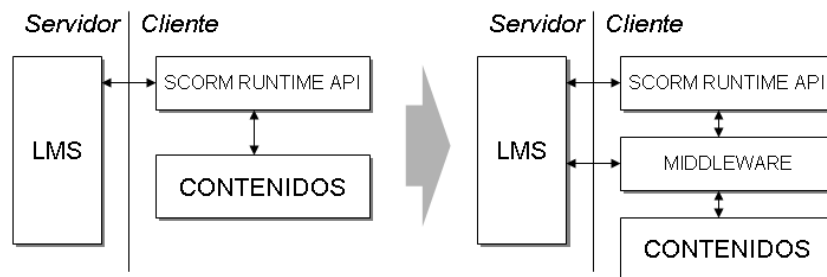 Servidor Cliente
SCORM RUNTIME API
LMS
CONTENIDOS
Servidor Cliente
SCORM RUNTIME API
LMS
MIDDLEWARE
CONTENIDOS